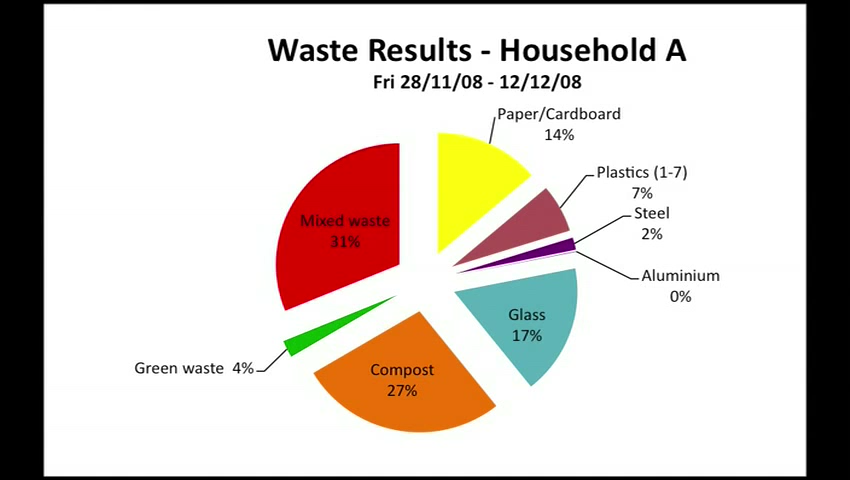 Waste Results - Household A
Fri 28/11/08 - 12/12/08
Paper/Cardboard
14%
Plastics (1-7)
7%
Steel
2%
Aluminium
0%
Glass
17%
Compost
27%
Green waste 4%
Mixed waste
31%